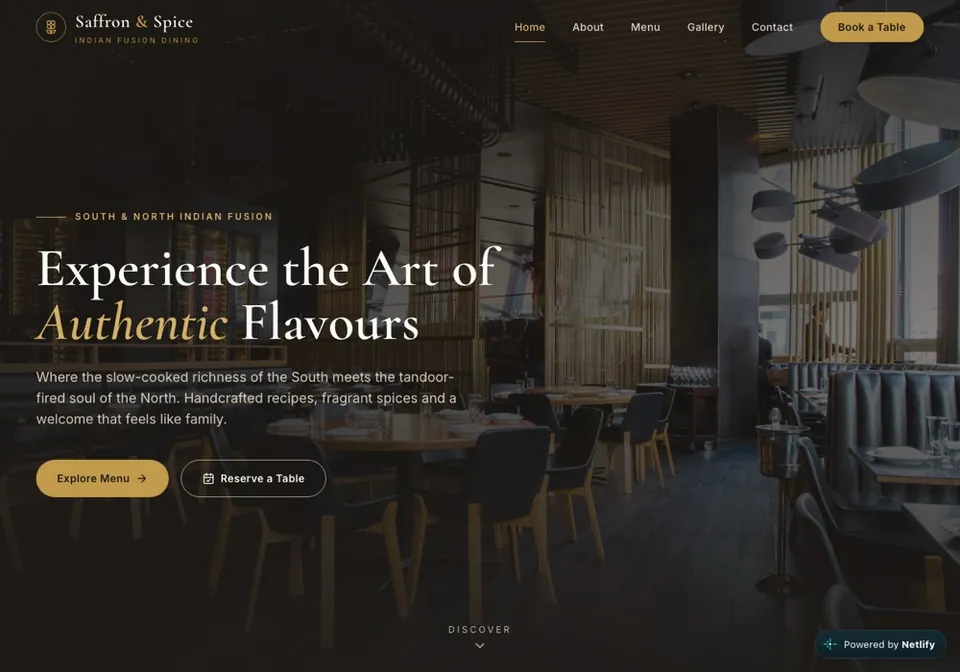 Saffron & Spice
INDIAN FUSION DINING
Home
About
Menu
Gallery
Contact
Book a Table
SOUTH & NORTH INDIAN FUSION
Experience the Art of
Authentic Flavours
Where the slow-cooked richness of the South meets the tandoor-
fired soul of the North. Handcrafted recipes, fragrant spices and a
welcome that feels like family.
Explore Menu
Reserve a Table
DISCOVER
Powered by Netlify